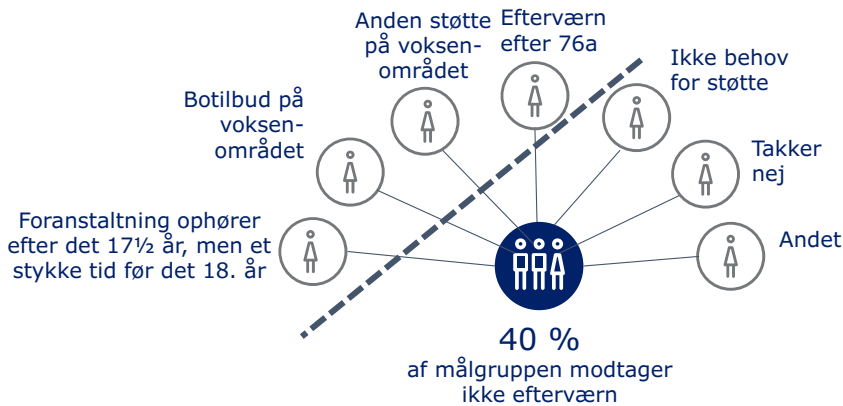 Foranstaltning ophører
efter det 17½ år, men et
stykke tid før det 18. år
Botilbud på
voksen-
området
Anden støtte
på voksen-
området
Efterværn
efter 76a
Ikke behov
for støtte
Takker
nej
Andet
40 %
af målgruppen modtager
ikke efterværn